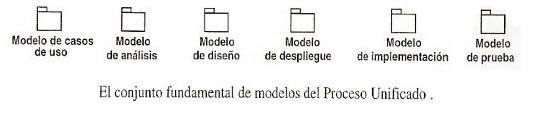 Modelo de casos
de uso
Modelo
de análisis
Modelo
de diseño
Modelo
de despliegue
Modelo
de implementación
Modelo
de prueba
El conjunto fundamental de modelos del Proceso Unificado .